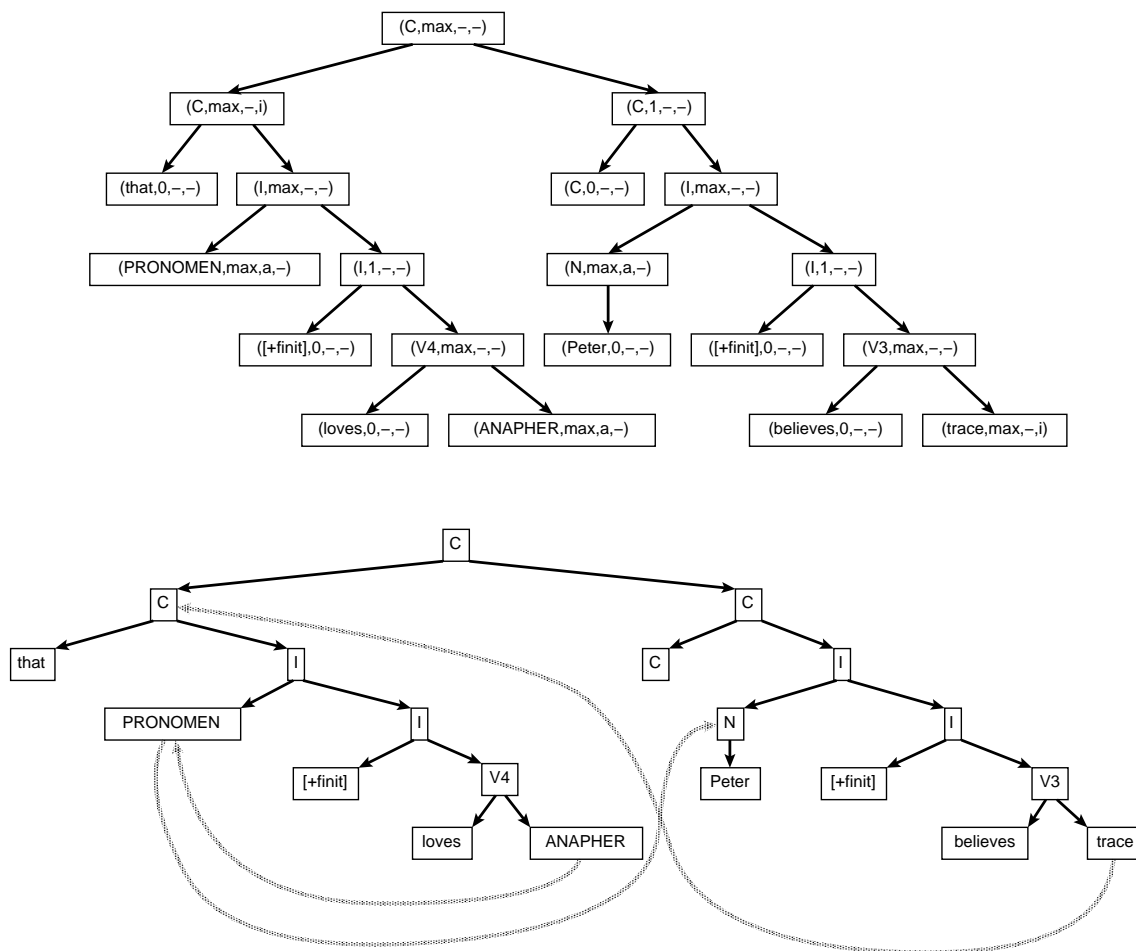 (C,max,–,–)
(C,max,–,i) (C,1,–,–)
(that,0,–,–) (I,max,–,–) (C,0,–,–) (I,max,–,–)
(PRONOMEN,max,a,–) (I,1,–,–) (N,max,a,–) (I,1,–,–)
([+finit],0,–,–) (V4,max,–,–) (Peter,0,–,–) ([+finit],0,–,–) (V3,max,–,–)
(loves,0,–,–) (ANAPHER,max,a,–) (believes,0,–,–) (trace,max,–,i)
C
C C
that I C I
PRONOMEN I N I
[+finit] V4 Peter [+finit] V3
loves ANAPHER believes trace